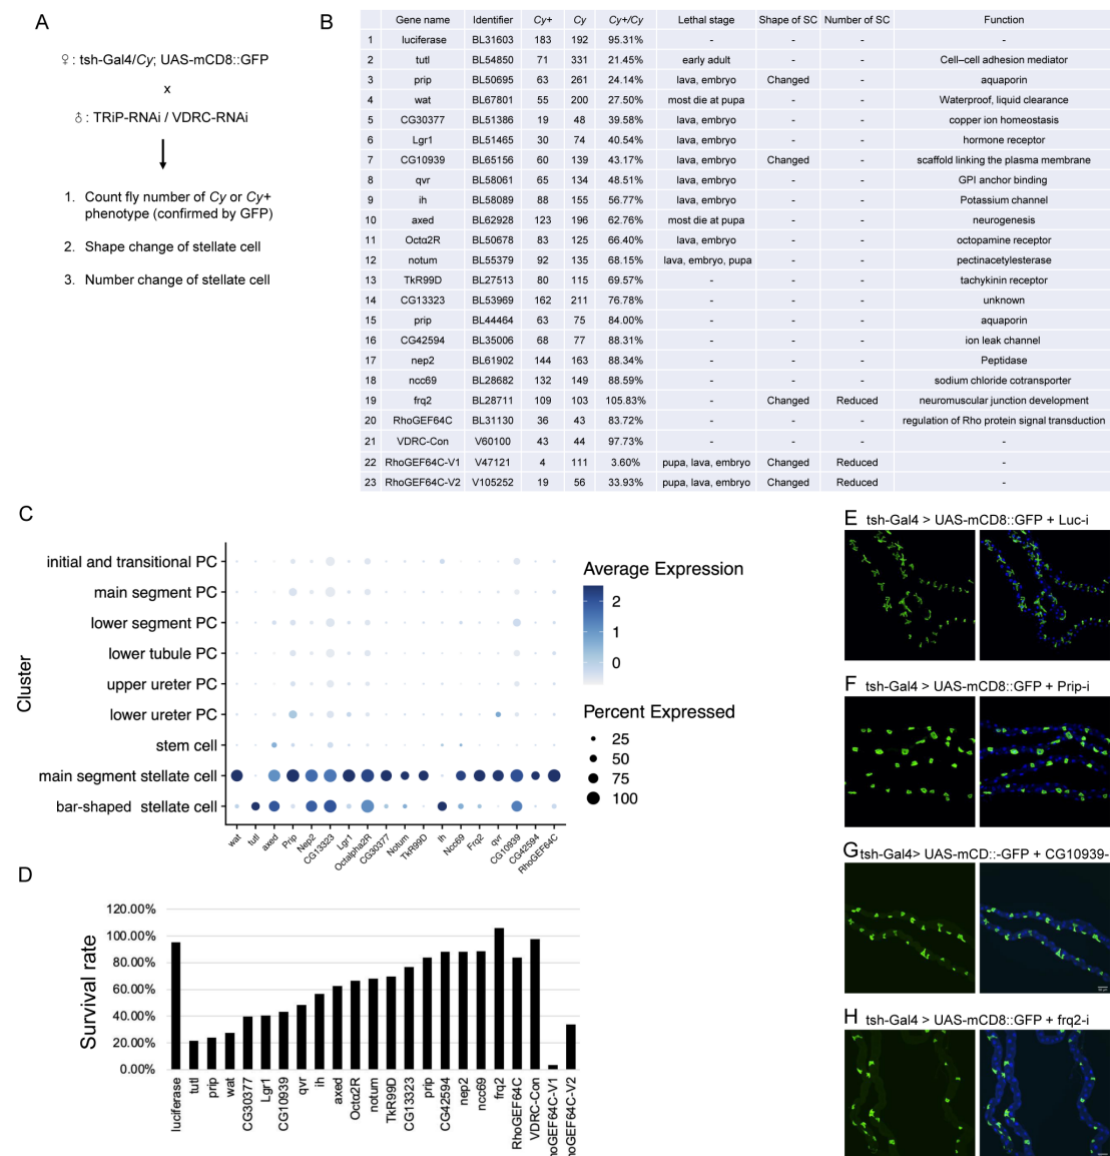 A
♀: tsh-Gal4/Cy; UAS-mCD8::GFP
x
♂: TRiP-RNAi / VDRC-RNAi
1. Count fly number of Cy or Cy+
phenotype (confirmed by GFP)
2. Shape change of stellate cell
3. Number change of stellate cell
B
Gene name Identifier Cy+ Cy Cy+/Cy Lethal stage Shape of SC Number of SC Function
1 luciferase BL31603 183 192 95.31% - - - -
2 tutl BL54850 71 331 21.45% early adult - - Cell–cell adhesion mediator
3 prip BL50695 63 261 24.14% lava, embryo Changed - aquaporin
4 wat BL67801 55 200 27.50% most die at pupa - - Waterproof, liquid clearance
5 CG30377 BL51386 19 48 39.58% lava, embryo - - copper ion homeostasis
6 Lgr1 BL51465 30 74 40.54% lava, embryo - - hormone receptor
7 CG10939 BL65156 60 139 43.17% lava, embryo Changed - scaffold linking the plasma membrane
8 qvr BL58061 65 134 48.51% lava, embryo - - GPI anchor binding
9 ih BL58089 88 155 56.77% lava, embryo - - Potassium channel
10 axed BL62928 123 196 62.76% most die at pupa - - neurogenesis
11 Octα2R BL50678 83 125 66.40% lava, embryo - - octopamine receptor
12 notum BL55379 92 135 68.15% lava, embryo, pupa - - pectinacetylesterase
13 TkR99D BL27513 80 115 69.57% - - - tachykinin receptor
14 CG13323 BL53969 162 211 76.78% - - - unknown
15 prip BL44464 63 75 84.00% - - - aquaporin
16 CG42594 BL35006 68 77 88.31% - - - ion leak channel
17 nep2 BL61902 144 163 88.34% - - - Peptidase
18 ncc69 BL28682 132 149 88.59% - - - sodium chloride cotransporter
19 frq2 BL28711 109 103 105.83% - Changed Reduced neuromuscular junction development
20 RhoGEF64C BL31130 36 43 83.72% - - - regulation of Rho protein signal transduction
21 VDRC-Con V60100 43 44 97.73% - - - -
22 RhoGEF64C-V1 V47121 4 111 3.60% pupa, lava, embryo Changed Reduced -
23 RhoGEF64C-V2 V105252 19 56 33.93% pupa, lava, embryo Changed Reduced -
C
Cluster
initial and transitional PC
main segment PC
lower segment PC
lower tubule PC
upper ureter PC
lower ureter PC
stem cell
main segment stellate cell
bar-shaped stellate cell
wat tutl axed Prip Nep2 CG13323 Lgr1 Octalpha2R CG30377 Notum TkR99D ih Ncc69 Frq2 qvr CG10939 CG42594 RhoGEF64C
Average Expression
2
1
0
Percent Expressed
25
50
75
100
D
Survival rate
120.00%
100.00%
80.00%
60.00%
40.00%
20.00%
0.00%
luciferase tutl prip wat CG30377 Lgr1 CG10939 qvr ih axed Octα2R notum TkR99D CG13323 prip CG42594 nep2 ncc69 frq2 RhoGEF64C VDRC-Con hoGEF64C-V1 hoGEF64C-V2
E tsh-Gal4 > UAS-mCD8::GFP + Luc-i
F tsh-Gal4 > UAS-mCD8::GFP + Prip-i
G tsh-Gal4> UAS-mCD::-GFP + CG10939-
H tsh-Gal4 > UAS-mCD8::GFP + frq2-i